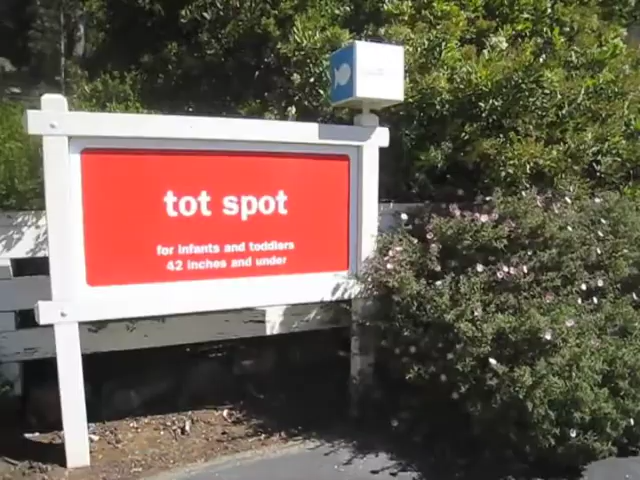 tot spot
for infants and toddlers
42 inches and under